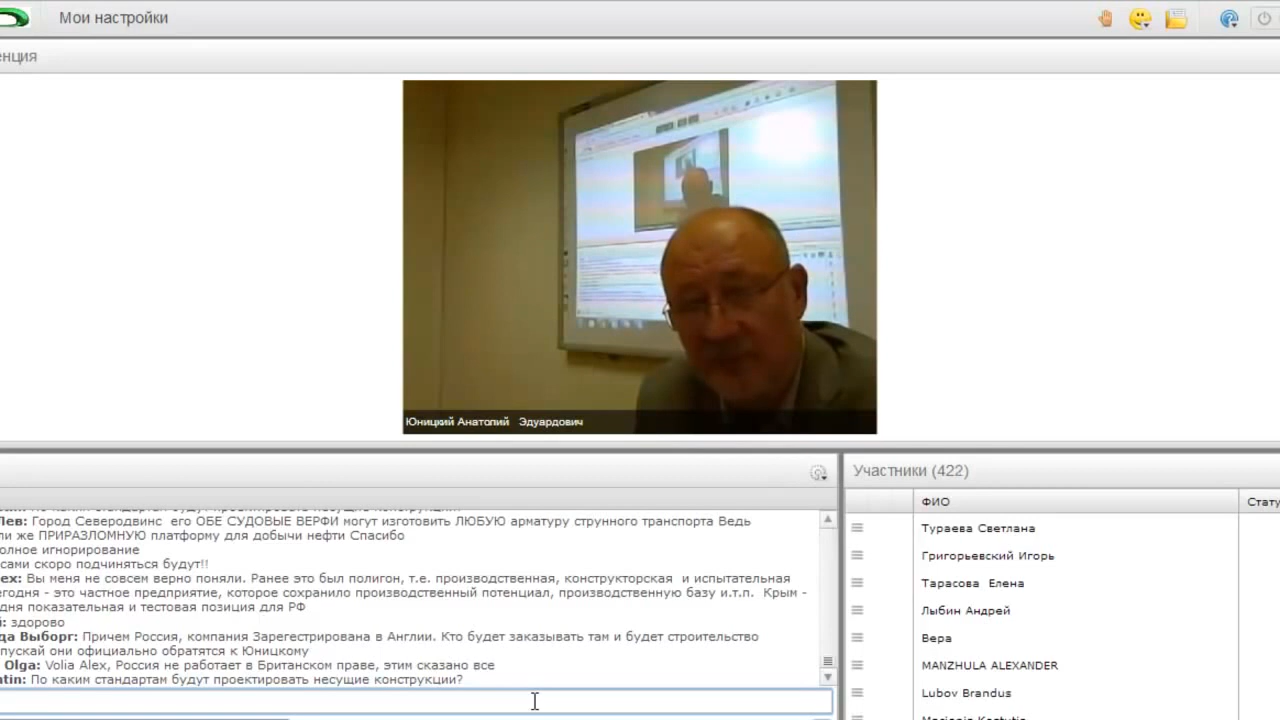 Мои настройки
енция
Юницкий Анатолий Эдуардович
Лев: Город Северодвинс его ОБЕ СУДОВЫЕ ВЕРФИ могут изготовить ЛЮБУЮ арматуру струнного транспорта Ведь
ли же ПРИРАЗЛОМНУЮ платформу для добычи нефти Спасибо
олное игнорирование
сами скоро подчиняться будут!!
ех: Вы меня не совсем верно поняли. Ранее это был полигон, т.е. производственная, конструкторская и испытательная
егодня - это частное предприятие, которое сохранило производственный потенциал, производственную базу и.т.п. Крым -
дня показательная и тестовая позиция для РФ
й: здорово
да Выборг: Причем Россия, компания Зарегестрирована в Англии. Кто будет заказывать там и будет строительство
пускай они официально обратятся к Юницкому
Olga: Volia Alex, Россия не работает в Британском праве, этим сказано все
ntin: По каким стандартам будут проектировать несущие конструкции?
Участники (422)
ФИО Стату
Тураева Светлана
Григорьевский Игорь
Тарасова Елена
Лыбин Андрей
Вера
MANZHULA ALEXANDER
Lubov Brandus